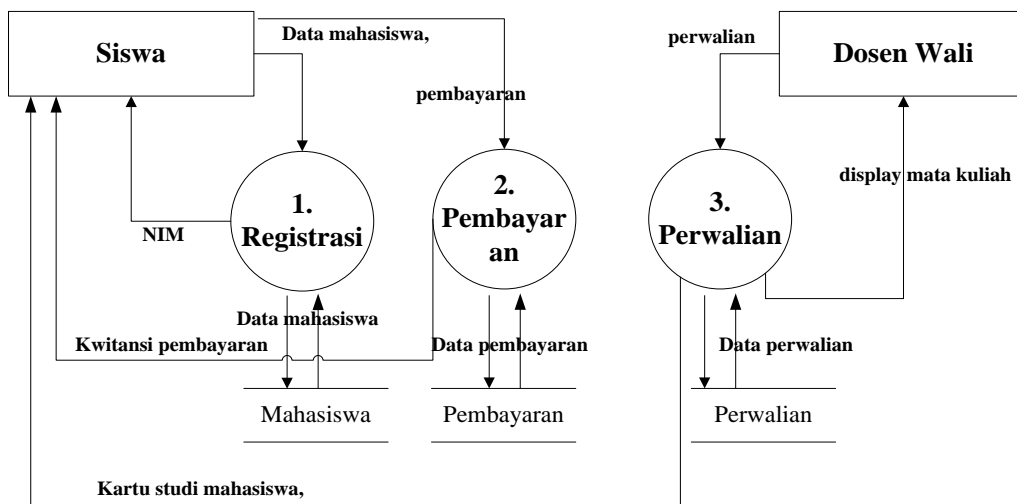 Siswa
Data mahasiswa,
pembayaran
perwalian
Dosen Wali
display mata kuliah
1.
Registrasi
NIM
2.
Pembayar
an
3.
Perwalian
Data mahasiswa
Kwitansi pembayaran
Data pembayaran
Data perwalian
Mahasiswa
Pembayaran
Perwalian
Kartu studi mahasiswa,